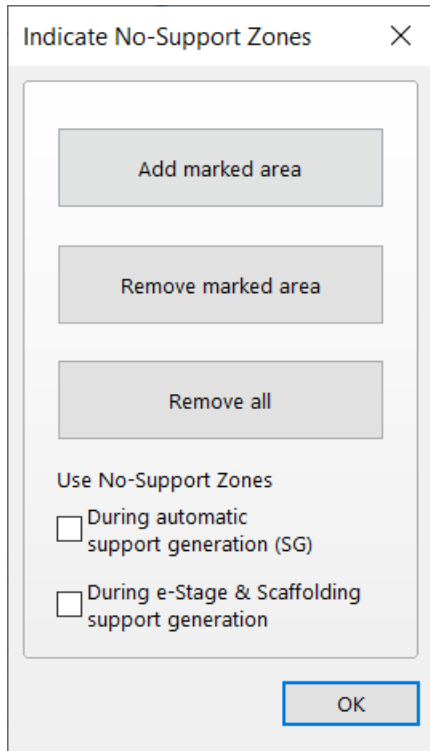 Indicate No-Support Zones
Add marked area
Remove marked area
Remove all
Use No-Support Zones
During automatic
support generation (SG)
During e-Stage & Scaffolding
support generation
OK